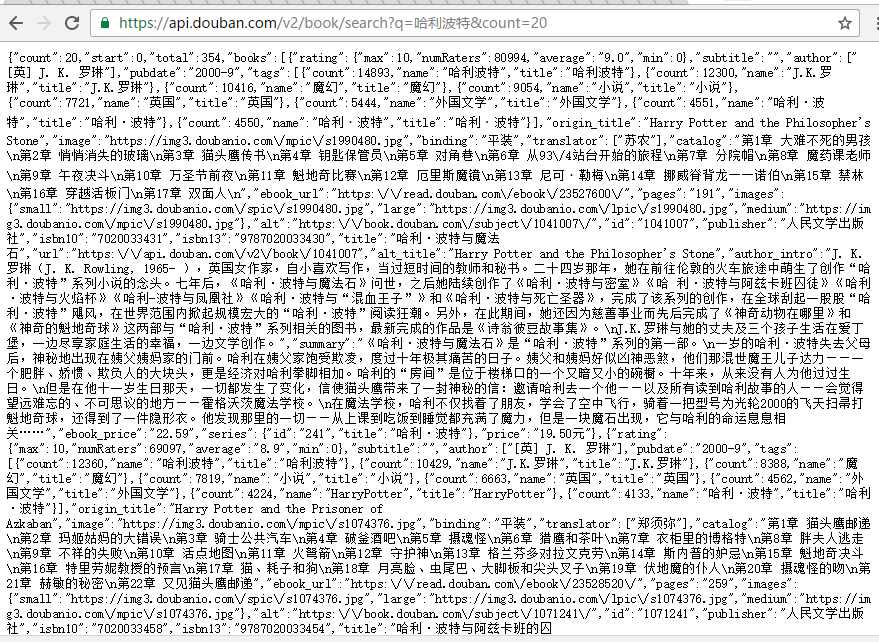 https://api.douban.com/v2/book/search?q=哈利波特&count=20
{"count":20,"start":0,"total":354,"books":[{"rating":{"max":10,"numRaters":80994,"average":"9.0","min":0},"subtitle":"","author":["
[英] J. K. 罗琳"],"pubdate":"2000-9","tags":[{"count":14893,"name":"哈利波特","title":"哈利波特"},{"count":12300,"name":"J.K.罗
琳","title":"J.K.罗琳"},{"count":10416,"name":"魔幻","title":"魔幻"},{"count":9054,"name":"小说","title":"小说"},
{"count":7721,"name":"英国","title":"英国"},{"count":5444,"name":"外国文学","title":"外国文学"},{"count":4551,"name":"哈利·波
特","title":"哈利·波特"},{"count":4550,"name":"哈利·波特","title":"哈利·波特"}],"origin_title":"Harry Potter and the Philosopher's
Stone","image":"https:\/\/img3.doubanio.com\/mpic\/s1990480.jpg","binding":"平装","translator":["苏农"],"catalog":"第1章 大难不死的男孩
\n第2章 悄悄消失的玻璃\n第3章 猫头鹰传书\n第4章 钥匙保管员\n第5章 对角巷\n第6章 从93\/4站台开始的旅程\n第7章 分院帽\n第8章 魔药课老师
\n第9章 午夜决斗\n第10章 万圣节前夜\n第11章 魁地奇比赛\n第12章 厄里斯魔镜\n第13章 尼可·勒梅\n第14章 挪威脊背龙——诺伯\n第15章 禁林
\n第16章 穿越活板门\n第17章 双面人\n","ebook_url":"https:\/\/read.douban.com\/ebook\/23527600\/","pages":"191","images":
{"small":"https:\/\/img3.doubanio.com\/spic\/s1990480.jpg","large":"https:\/\/img3.doubanio.com\/lpic\/s1990480.jpg","medium":"https:\/\/im
g3.doubanio.com\/mpic\/s1990480.jpg"},"alt":"https:\/\/book.douban.com\/subject\/1041007\/","id":"1041007","publisher":"人民文学出版
社","isbn10":"7020033431","isbn13":"9787020033430","title":"哈利·波特与魔法
石","url":"https:\/\/api.douban.com\/v2\/book\/1041007","alt_title":"Harry Potter and the Philosopher's Stone","author_intro":"J. K.
罗琳（J. K. Rowling, 1965- ），英国女作家，自小喜欢写作，当过短时间的教师和秘书。二十四岁那年，她在前往伦敦的火车旅途中萌生了创作“哈
利·波特”系列小说的念头。七年后，《哈利·波特与魔法石》问世，之后她陆续创作了《哈利·波特与密室》《哈 利·波特与阿兹卡班囚徒》《哈利·
波特与火焰杯》《哈利-波特与凤凰社》《哈利·波特与“混血王子”》和《哈利·波特与死亡圣器》，完成了该系列的创作，在全球刮起一股股“哈利·
波特”飓风，在世界范围内掀起规模宏大的“哈利·波特”阅读狂潮。另外，在此期间，她还因为慈善事业而先后完成了《神奇动物在哪里》和
《神奇的魁地奇球》这两部与“哈利·波特”系列相关的图书，最新完成的作品是《诗翁彼豆故事集》。\nJ.K.罗琳与她的丈夫及三个孩子生活在爱丁
堡，一边尽享家庭生活的幸福，一边文学创作。","summary":"《哈利·波特与魔法石》是“哈利·波特”系列的第一部。\n一岁的哈利·波特失去父母
后，神秘地出现在姨父姨妈家的门前。哈利在姨父家饱受欺凌，度过十年极其痛苦的日子。姨父和姨妈好似凶神恶煞，他们那混世魔王儿子达力——一
个肥胖、娇惯、欺负人的大块头，更是经济对哈利拳脚相加。哈利的“房间”是位于楼梯口的一个又暗又小的碗橱。十年来，从来没有人为他过过生
日。\n但是在他十一岁生日那天，一切都发生了变化，信使猫头鹰带来了一封神秘的信：邀请哈利去一个他——以及所有读到哈利故事的人——会觉得
望远难忘的、不可思议的地方——霍格沃茨魔法学校。\n在魔法学校，哈利不仅找着了朋友，学会了空中飞行，骑着一把型号为光轮2000的飞天扫帚打
魁地奇球，还得到了一件隐形衣。他发现那里的一切——从上课到吃饭到睡觉都充满了魔力，但是一块魔石出现，它与哈利的命运息息相
关……","ebook_price":"22.59","series":{"id":"241","title":"哈利·波特"},"price":"19.50元"},{"rating":
{"max":10,"numRaters":69097,"average":"8.9","min":0},"subtitle":"","author":["[英] J. K. 罗琳"],"pubdate":"2000-9","tags":
[{"count":12360,"name":"哈利波特","title":"哈利波特"},{"count":10429,"name":"J.K.罗琳","title":"J.K.罗琳"},{"count":8388,"name":"魔
幻","title":"魔幻"},{"count":7819,"name":"小说","title":"小说"},{"count":6663,"name":"英国","title":"英国"},{"count":4562,"name":"外
国文学","title":"外国文学"},{"count":4224,"name":"HarryPotter","title":"HarryPotter"},{"count":4133,"name":"哈利·波特","title":"哈
利·波特"}],"origin_title":"Harry Potter and the Prisoner of
Azkaban","image":"https:\/\/img3.doubanio.com\/mpic\/s1074376.jpg","binding":"平装","translator":["郑须弥"],"catalog":"第1章 猫头鹰邮递
\n第2章 玛姬姑妈的大错误\n第3章 骑士公共汽车\n第4章 破釜酒吧\n第5章 摄魂怪\n第6章 猎鹰和茶叶\n第7章 衣柜里的博格特\n第8章 胖夫人逃走
\n第9章 不祥的失败\n第10章 活点地图\n第11章 火弩箭\n第12章 守护神\n第13章 格兰芬多对拉文克劳\n第14章 斯内普的妒忌\n第15章 魁地奇决斗
\n第16章 特里劳妮教授的预言\n第17章 猫、耗子和狗\n第18章 月亮脸、虫尾巴、大脚板和尖头叉子\n第19章 伏地魔的仆人\n第20章 摄魂怪的吻\n第
21章 赫敏的秘密\n第22章 又见猫头鹰邮递","ebook_url":"https:\/\/read.douban.com\/ebook\/23528520\/","pages":"259","images":
{"small":"https:\/\/img3.doubanio.com\/spic\/s1074376.jpg","large":"https:\/\/img3.doubanio.com\/lpic\/s1074376.jpg","medium":"https:\/\/im
g3.doubanio.com\/mpic\/s1074376.jpg"},"alt":"https:\/\/book.douban.com\/subject\/1071241\/","id":"1071241","publisher":"人民文学出版
社","isbn10":"7020033458","isbn13":"9787020033454","title":"哈利·波特与阿兹卡班的囚